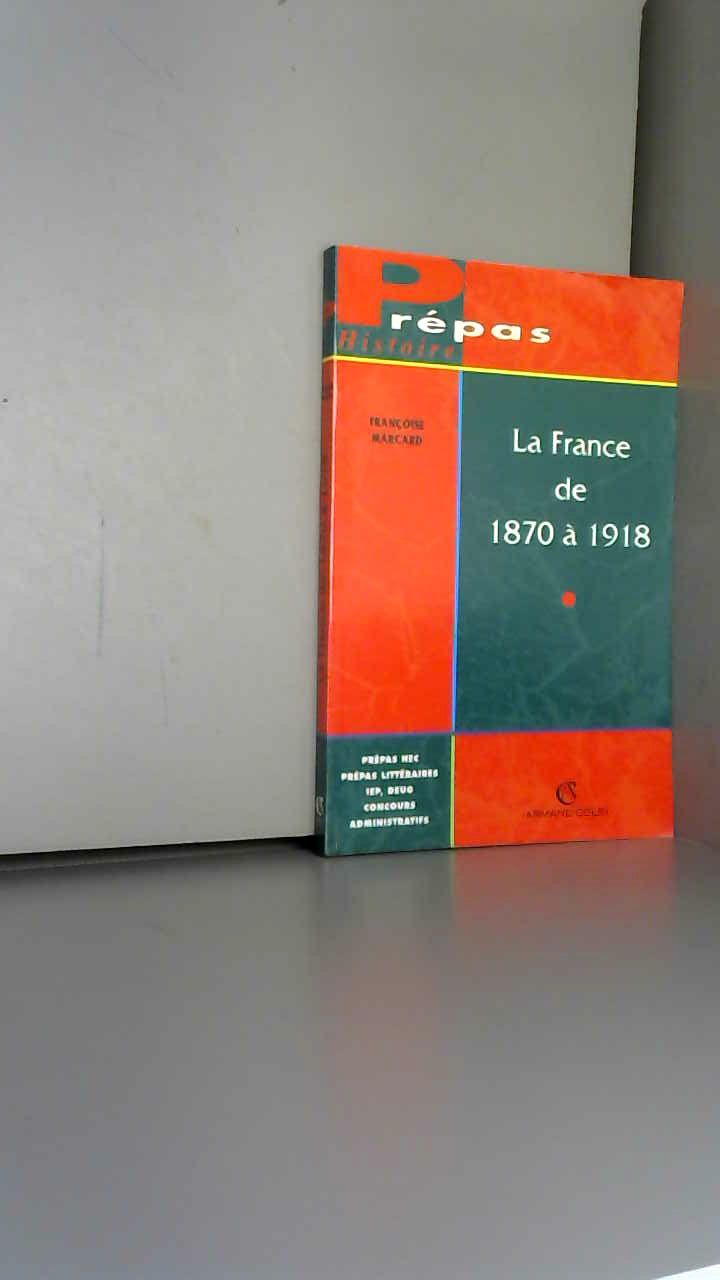 Prépas
Histoire
FRANÇOISE
MARCARD
La France
de
1870 à 1918
PRÉPAS HEC
PRÉPAS LITTÉRAIRES
IEP, DEUG
CONCOURS
ADMINISTRATIFS
ARMAND COLIN